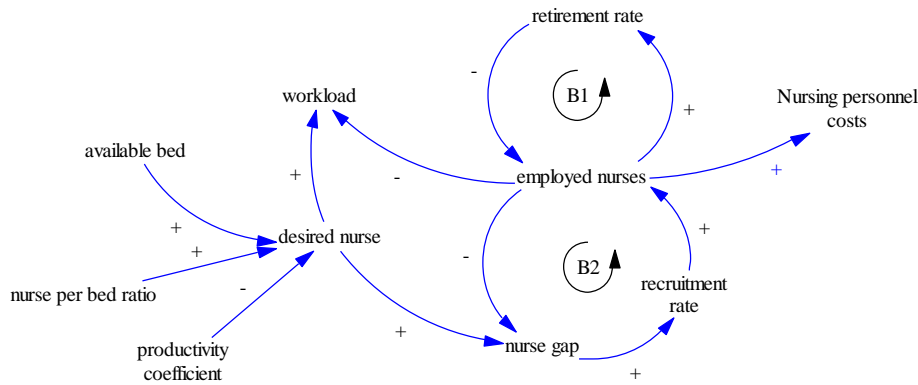 retirement rate
-
B1
+
workload
Nursing personnel
costs
available bed
+
-
employed nurses
+
+
+
desired nurse
+
-
B2
+
nurse per bed ratio
-
recruitment
rate
+
nurse gap
+
productivity
coefficient